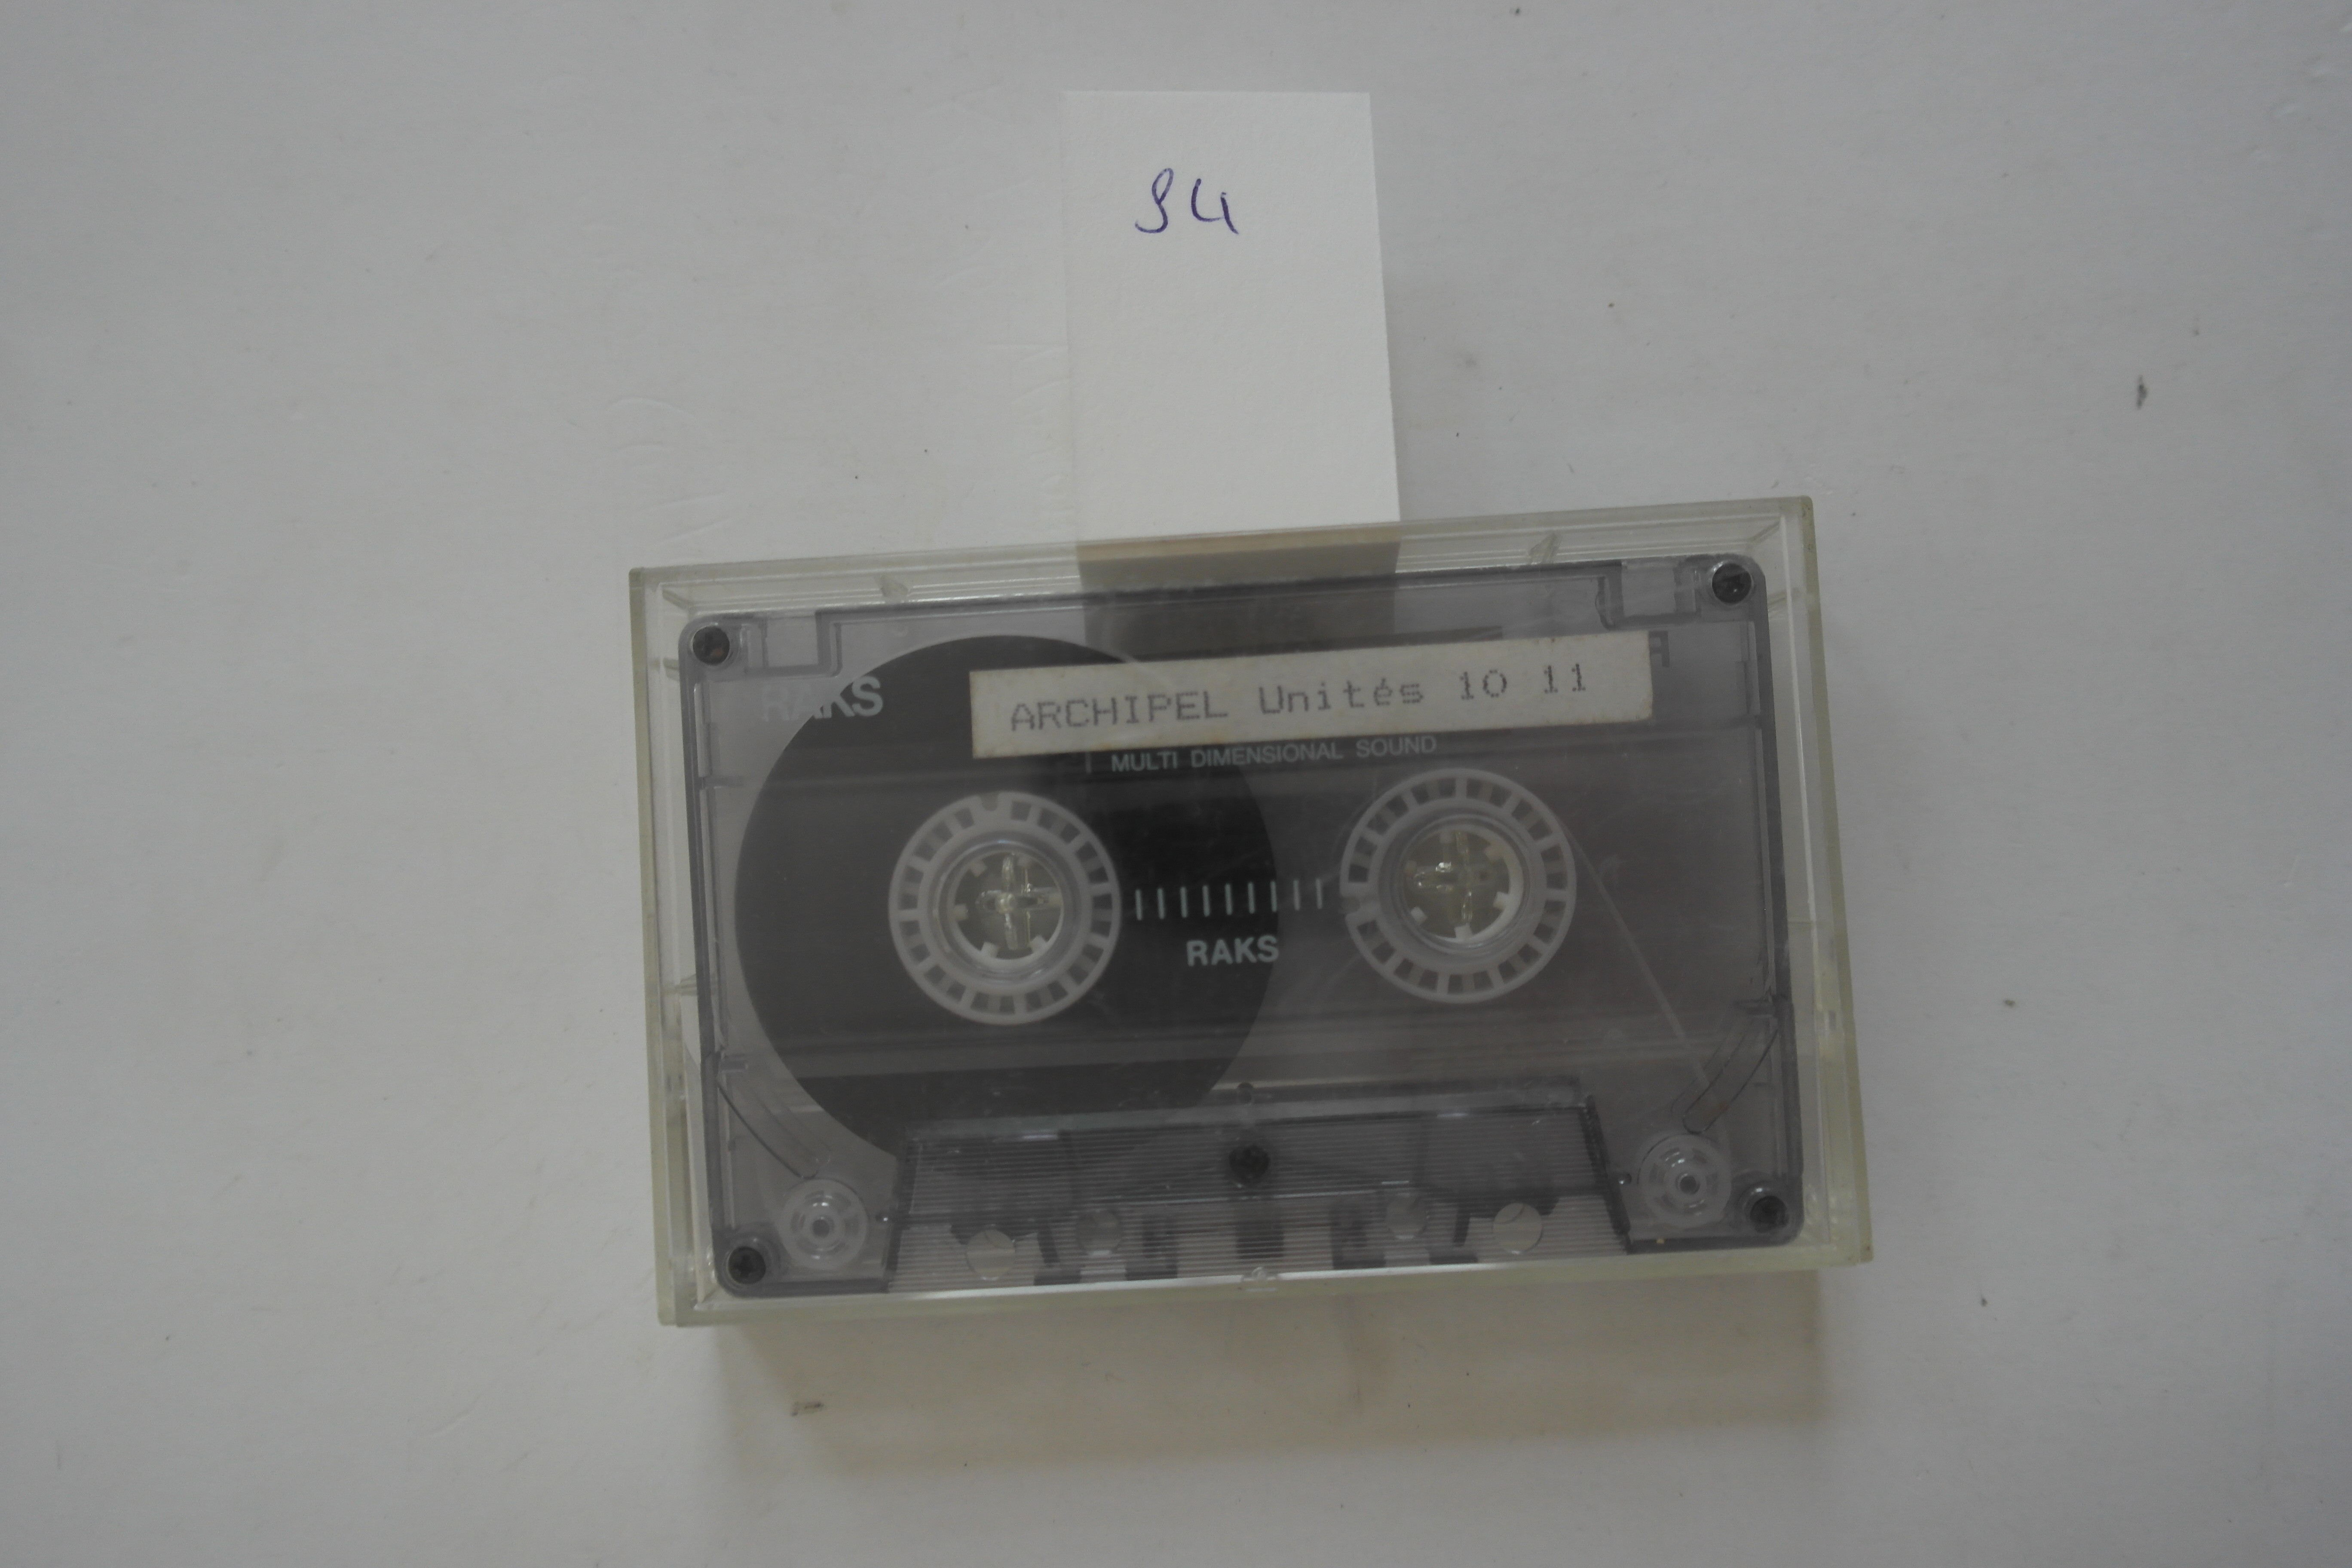 94
RAKS
ARCHIPEL Unités 10 11
MULTI DIMENSIONAL SOUND
RAKS